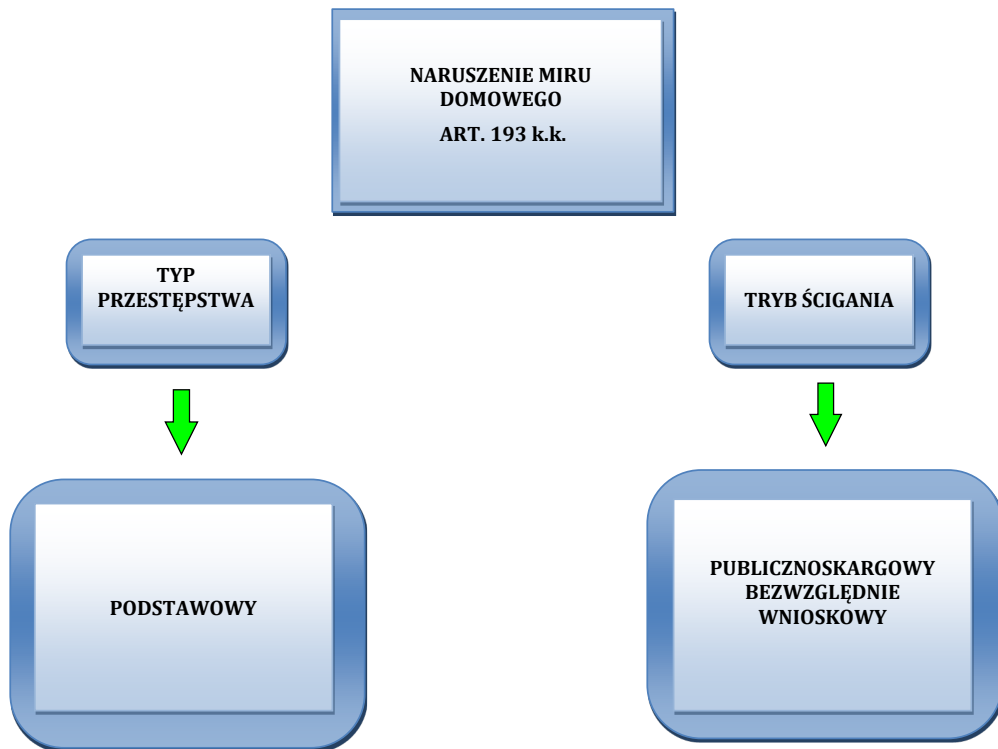 NARUSZENIE MIRU
DOMOWEGO
ART. 193 k.k.
TYP
PRZESTĘPSTWA
TRYB ŚCIGANIA
PODSTAWOWY
PUBLICZNOSKARGOWY
BEZWZGLĘDNIE
WNIOSKOWY